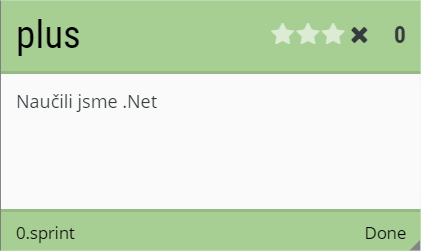 plus 0
Naučili jsme .Net
0.sprint Done